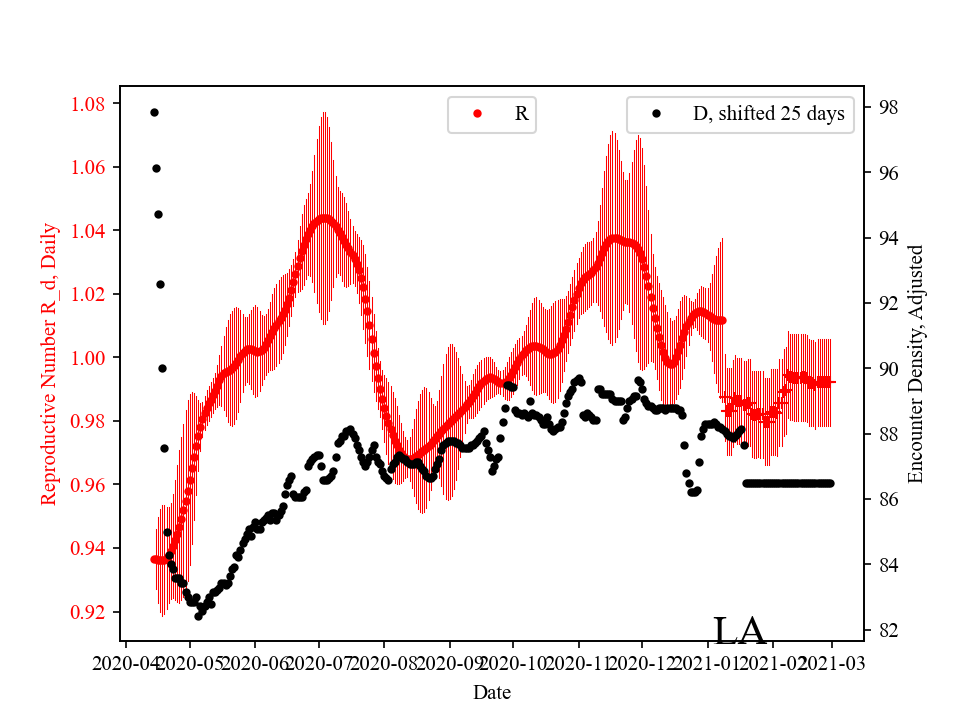 R
D, shifted 25 days
1.08
1.06
1.04
1.02
1.00
0.98
0.96
0.94
0.92
Reproductive Number R_d, Daily
98
96
94
92
90
88
86
84
82
Encounter Density, Adjusted
LA
2020-04 2020-05 2020-06 2020-07 2020-08 2020-09 2020-10 2020-11 2020-12 2021-01 2021-02 2021-03
Date